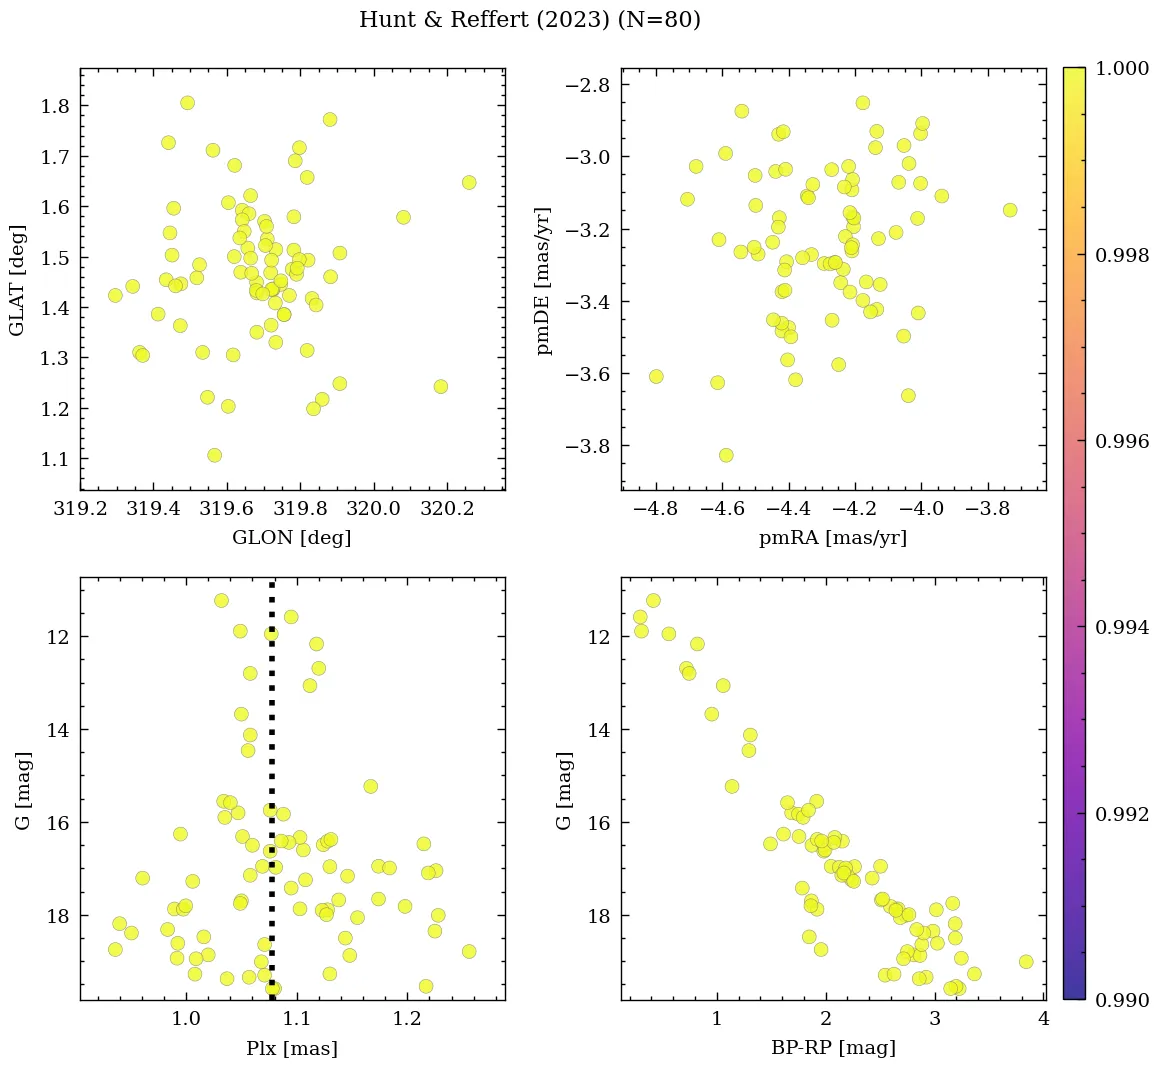 Hunt & Reffert (2023) (N=80)
1.8
1.7
1.6
1.5
1.4
1.3
1.2
1.1
GLAT [deg]
319.2 319.4 319.6 319.8 320.0 320.2
GLON [deg]
−2.8
−3.0
−3.2
−3.4
−3.6
−3.8
pmDE [mas/yr]
−4.8 −4.6 −4.4 −4.2 −4.0 −3.8
pmRA [mas/yr]
12
14
16
18
G [mag]
1.0 1.1 1.2
Plx [mas]
12
14
16
18
G [mag]
1 2 3 4
BP-RP [mag]
1.000
0.998
0.996
0.994
0.992
0.990